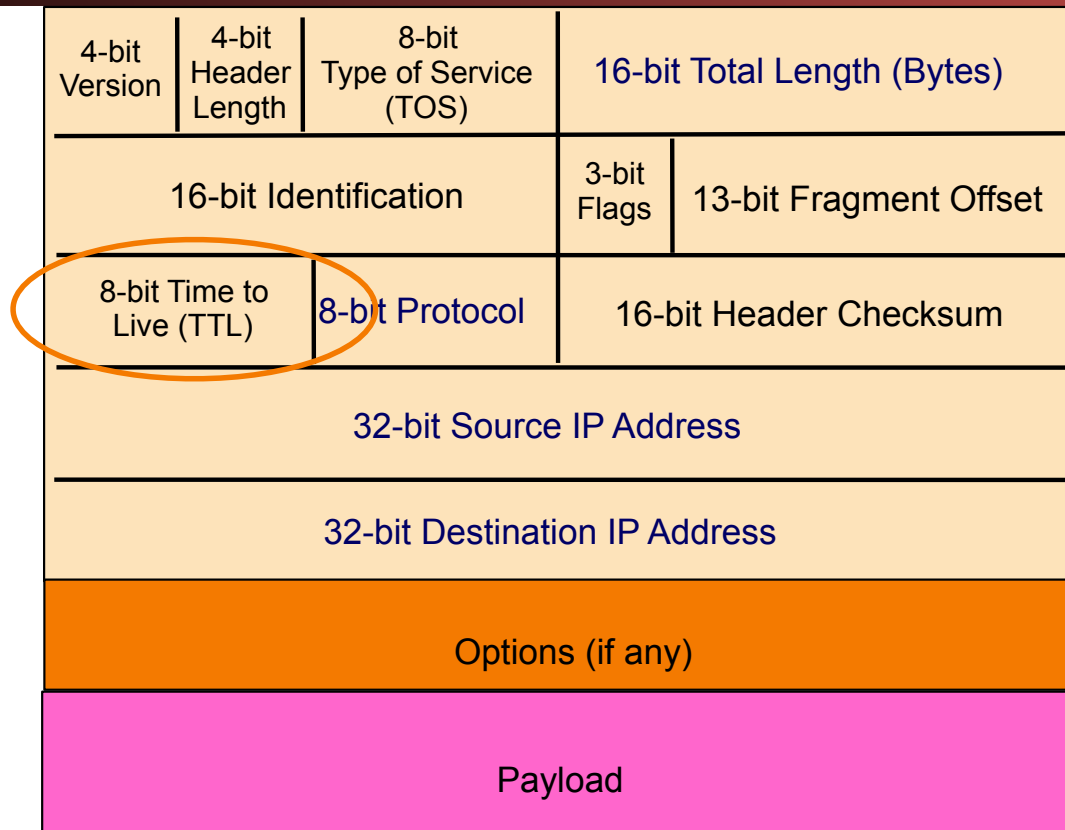 4-bit
Version
4-bit
Header
Length
8-bit
Type of Service
(TOS)
16-bit Total Length (Bytes)
16-bit Identification
3-bit
Flags
13-bit Fragment Offset
8-bit Time to
Live (TTL)
8-bit Protocol
16-bit Header Checksum
32-bit Source IP Address
32-bit Destination IP Address
Options (if any)
Payload